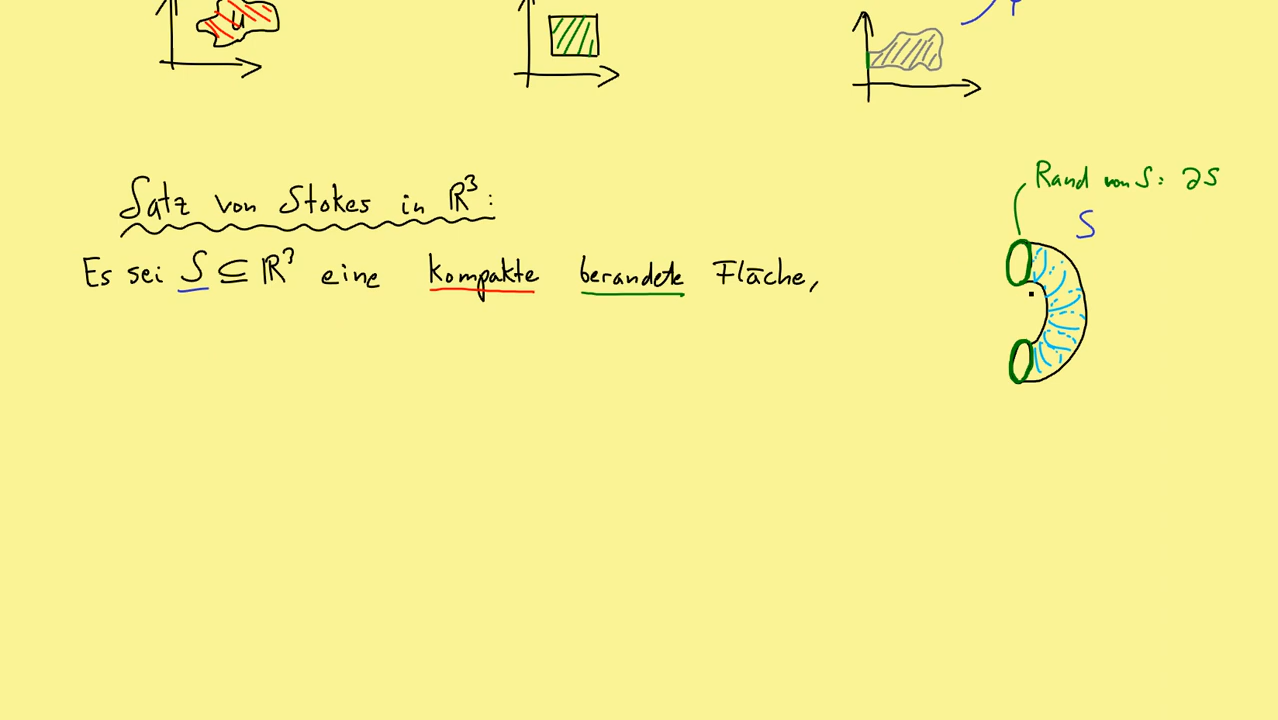 U
φ
Satz von Stokes in ℝ³:
Rand von S: ∂S
S
Es sei S ⊆ ℝ³ eine kompakte berandete Fläche,